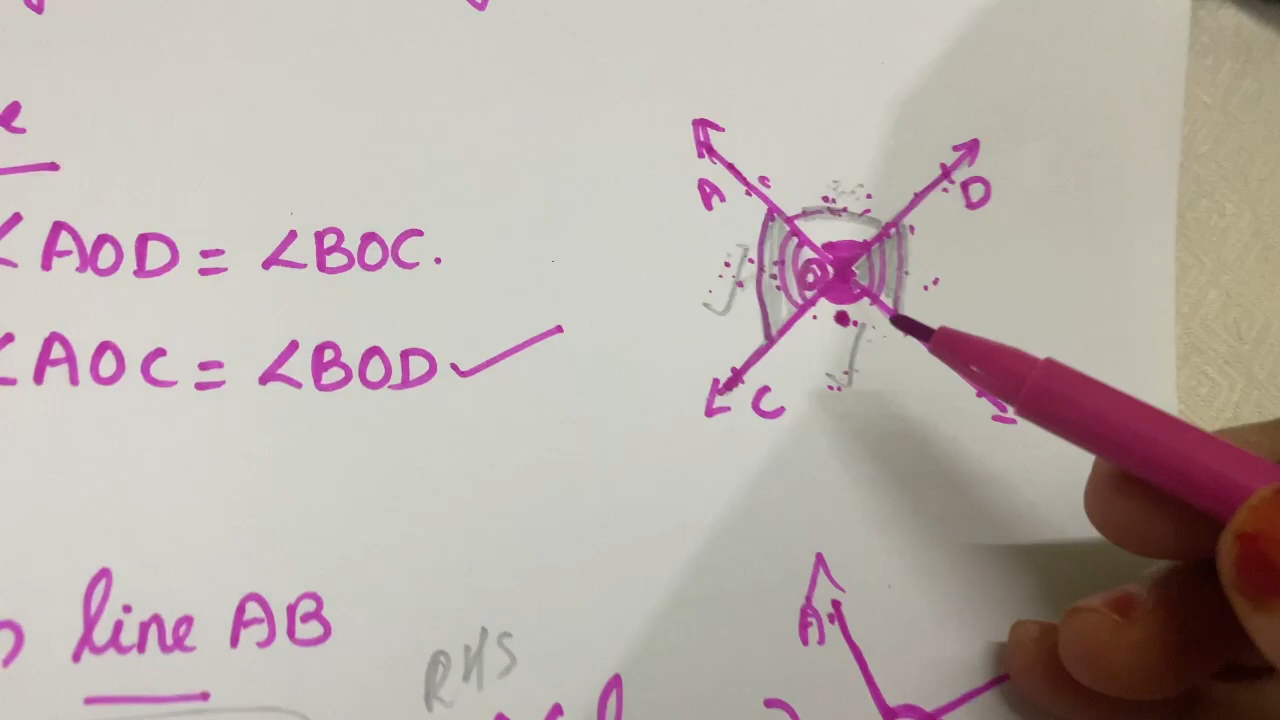 e
∠AOD = ∠BOC.
∠AOC = ∠BOD ✓
A
D
O
C
line AB
RHS
A